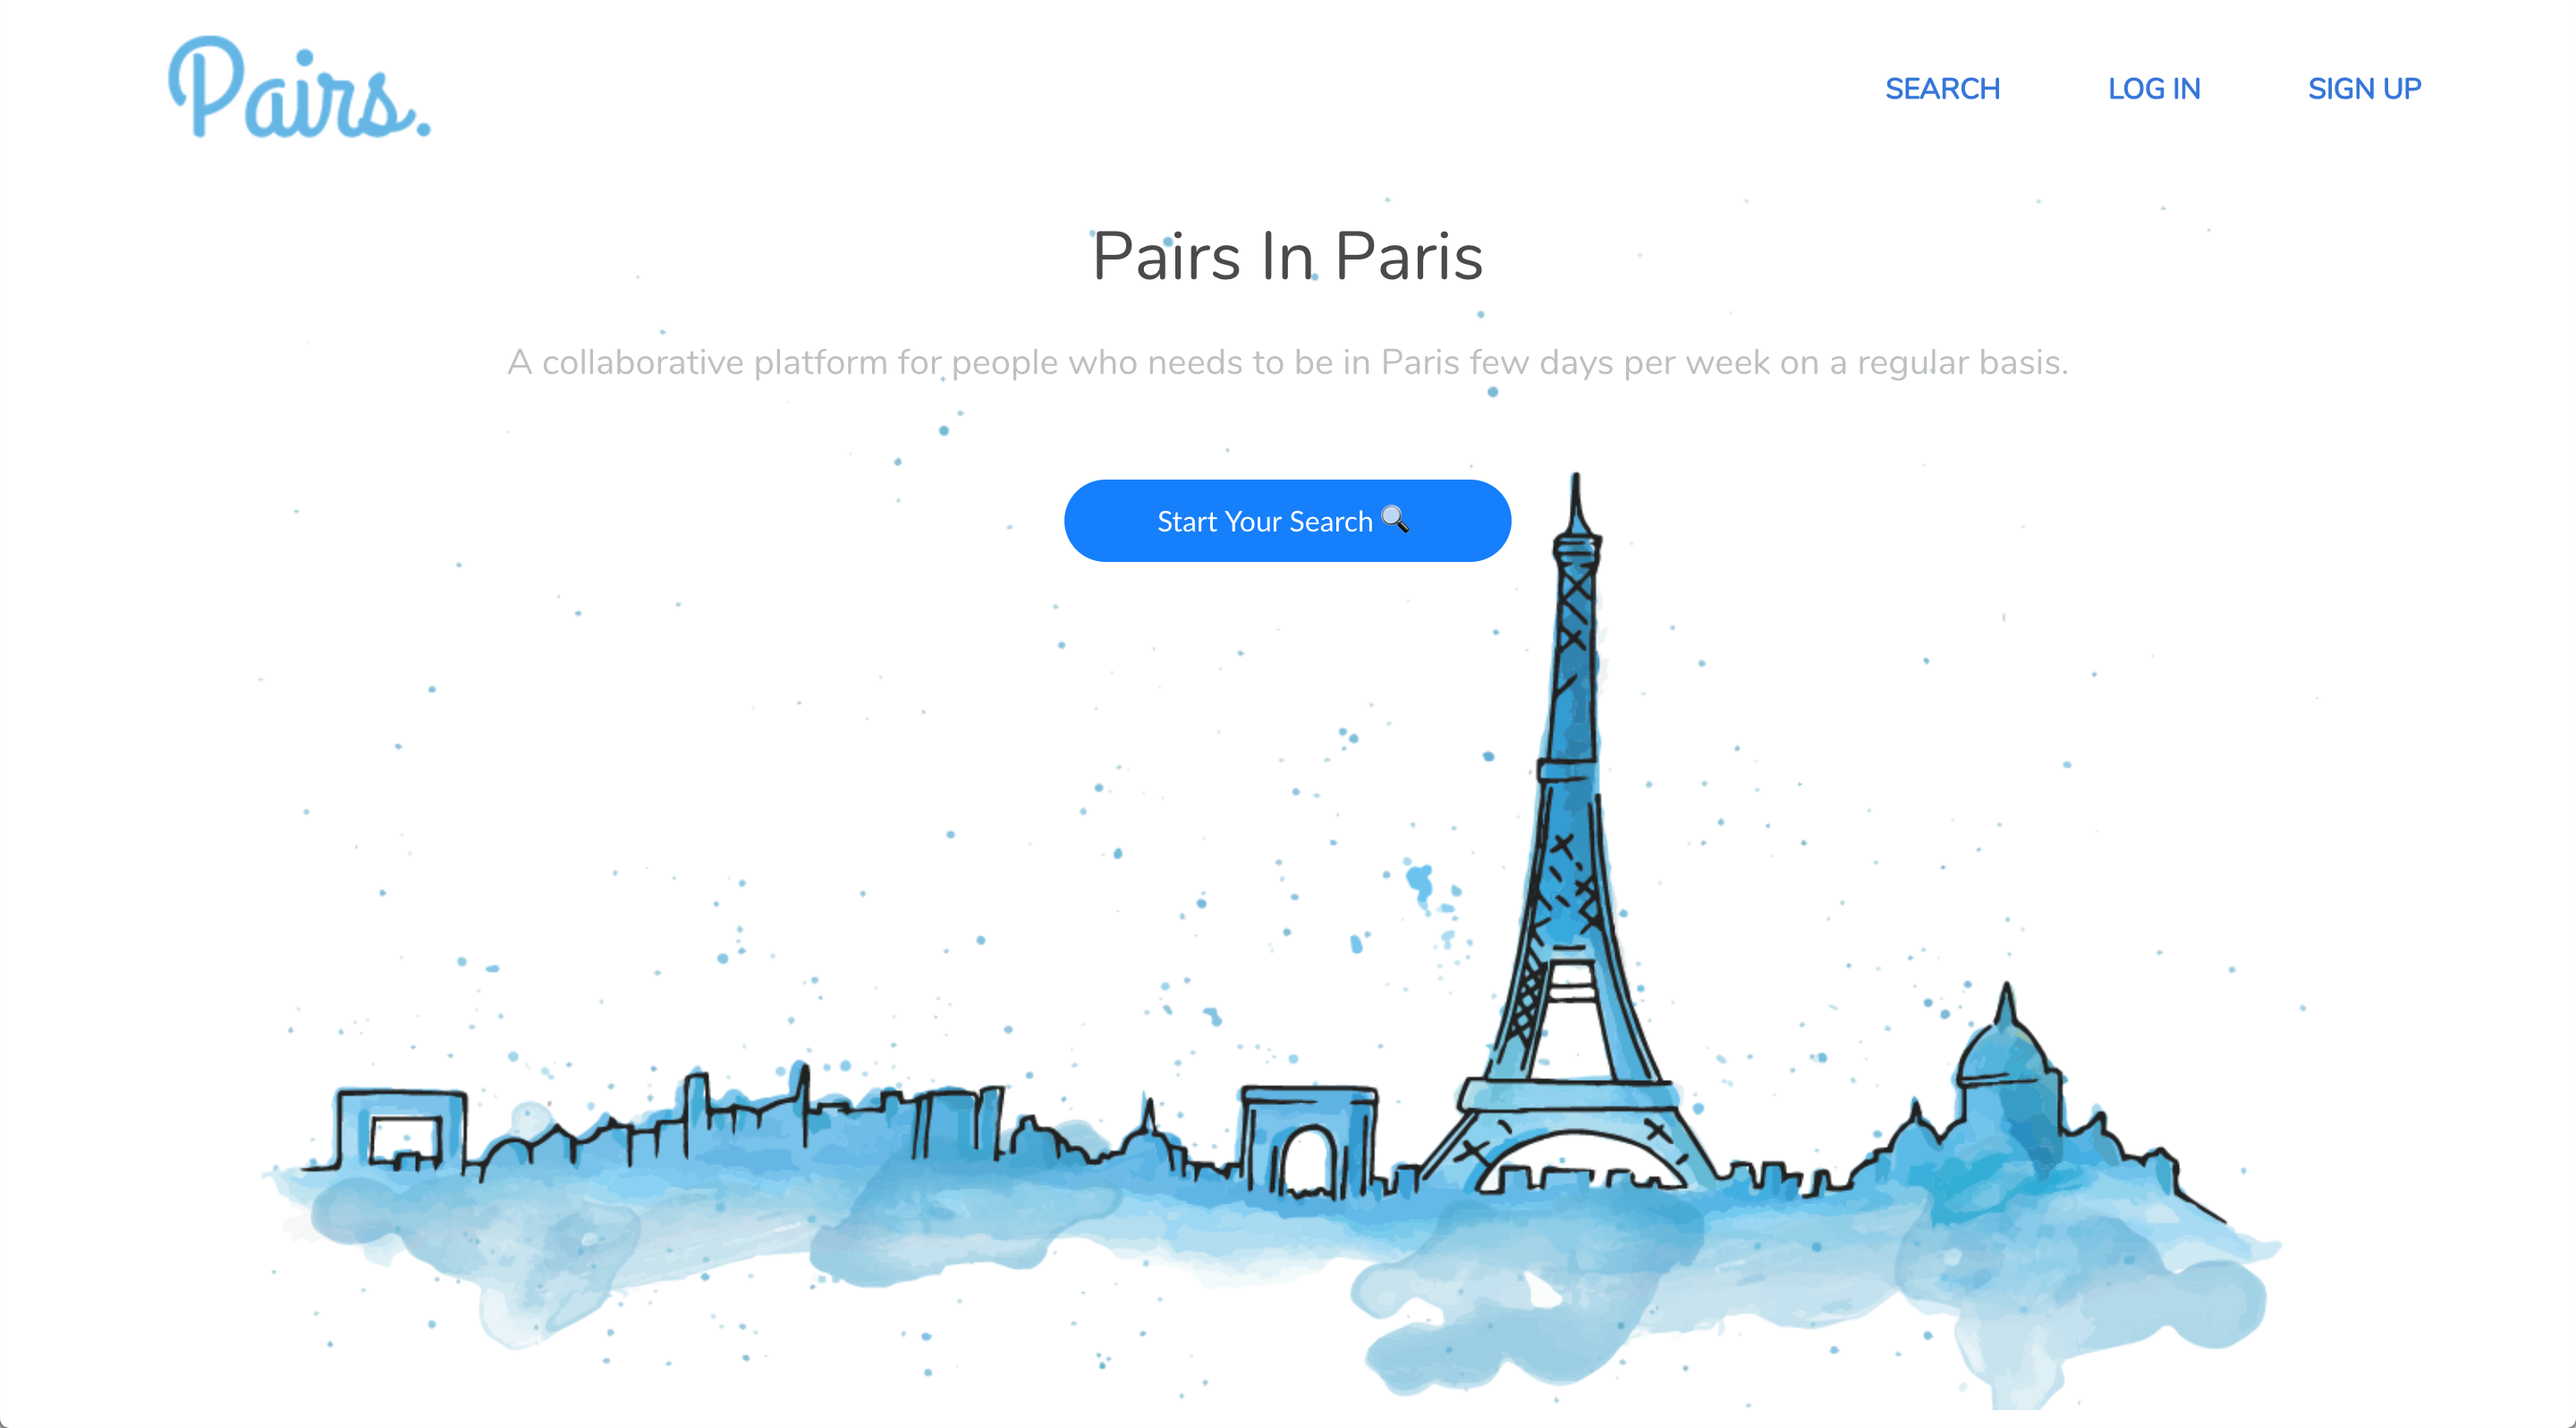 Pairs.
SEARCH LOG IN SIGN UP
Pairs In Paris
A collaborative platform for people who needs to be in Paris few days per week on a regular basis.
Start Your Search 🔍